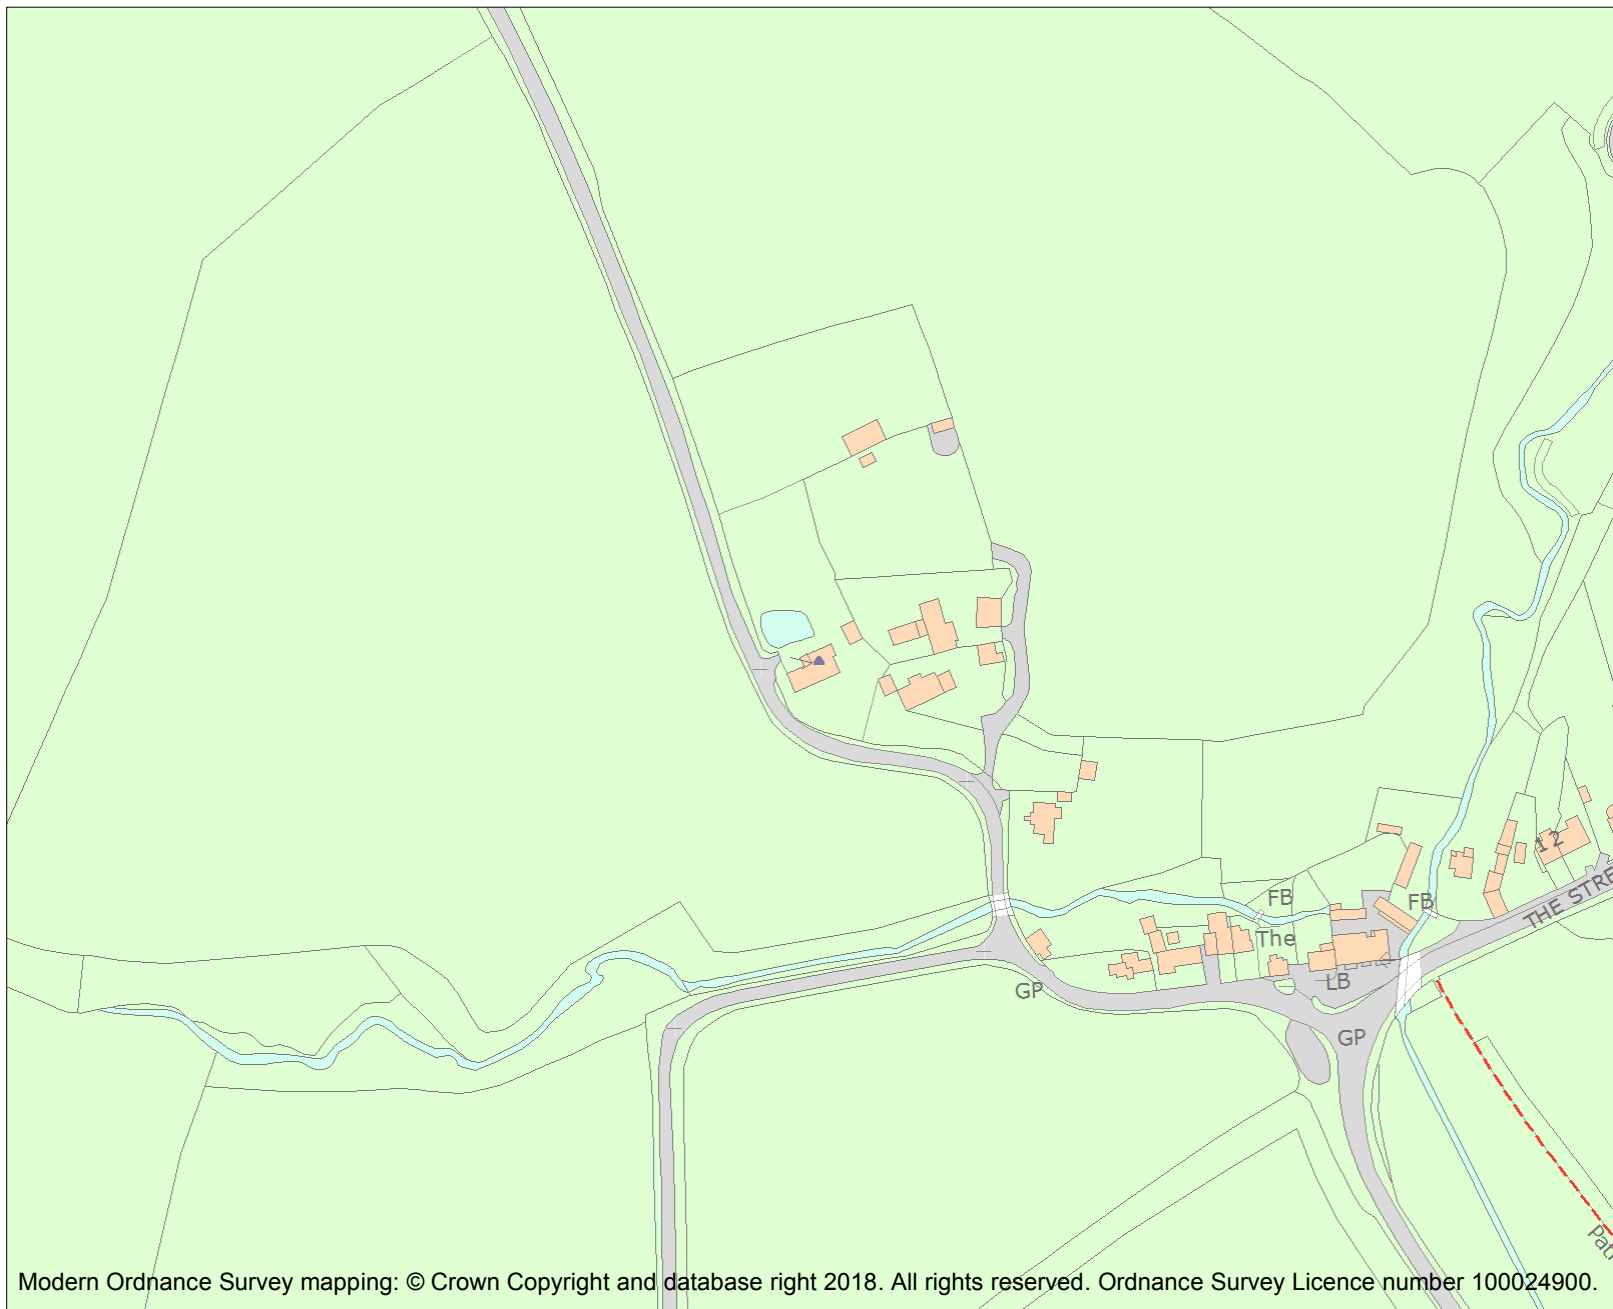 12
THE STRE
FB
FB
The
LB
GP
GP
Pat
Modern Ordnance Survey mapping: © Crown Copyright and database right 2018. All rights reserved. Ordnance Survey Licence number 100024900.